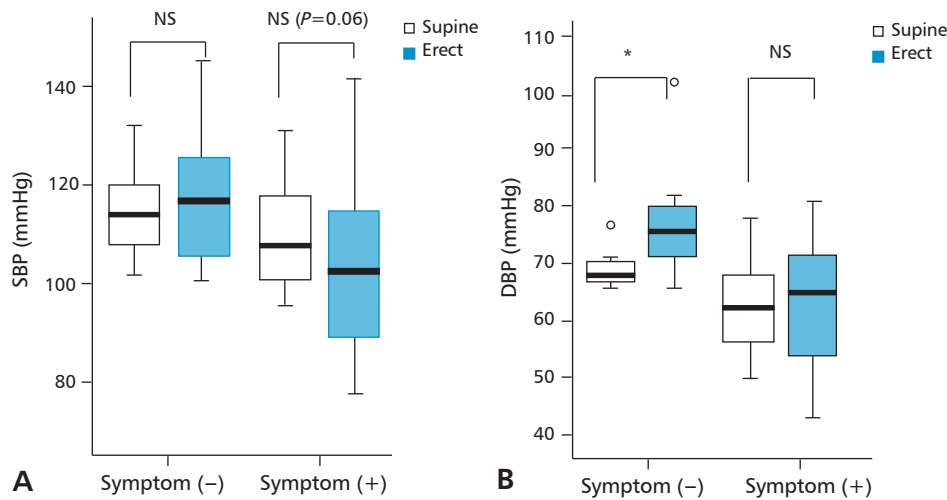 NS
NS (P=0.06)
Supine
Erect
SBP (mmHg)
140
120
100
80
A
Symptom (−)
Symptom (+)
*
NS
Supine
Erect
DBP (mmHg)
110
100
90
80
70
60
50
40
B
Symptom (−)
Symptom (+)